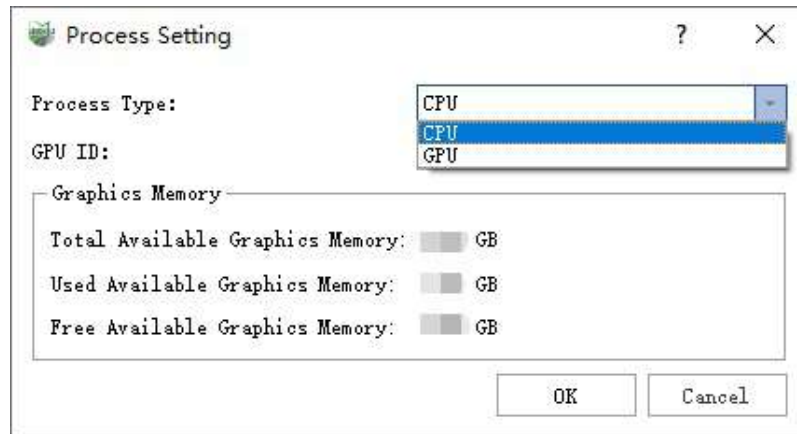 Process Setting ? ×
Process Type: CPU
CPU
GPU ID: GPU
Graphics Memory
Total Available Graphics Memory: GB
Used Available Graphics Memory: GB
Free Available Graphics Memory: GB
OK Cancel